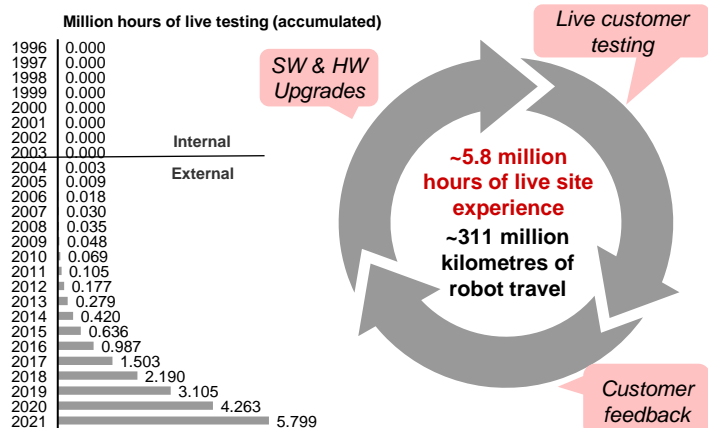 Million hours of live testing (accumulated)
1996 0.000
1997 0.000
1998 0.000
1999 0.000
2000 0.000
2001 0.000
2002 0.000
2003 0.000
Internal
External
2004 0.003
2005 0.009
2006 0.018
2007 0.030
2008 0.035
2009 0.048
2010 0.069
2011 0.105
2012 0.177
2013 0.279
2014 0.420
2015 0.636
2016 0.987
2017 1.503
2018 2.190
2019 3.105
2020 4.263
2021 5.799
SW & HW
Upgrades
Live customer
testing
~5.8 million
hours of live site
experience
~311 million
kilometres of
robot travel
Customer
feedback